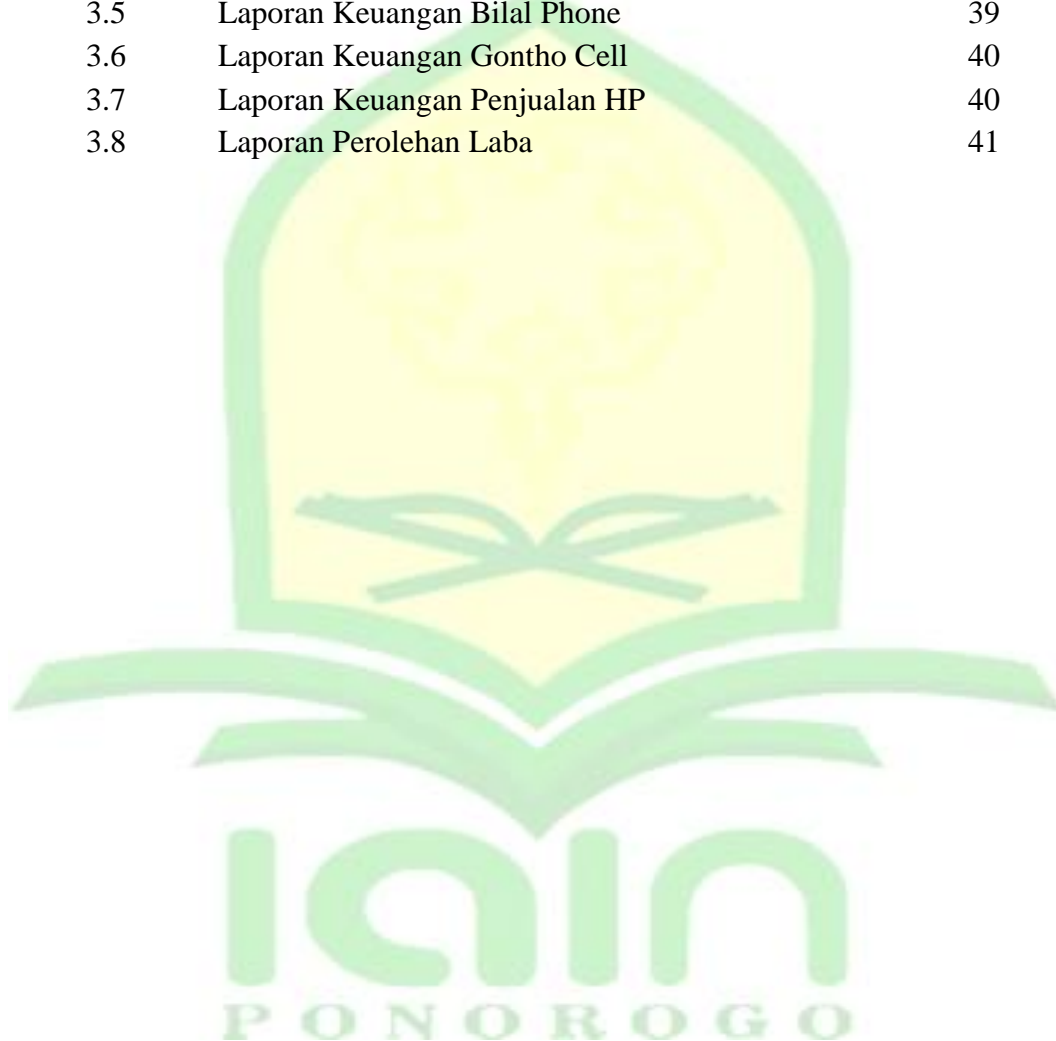 3.5 Laporan Keuangan Bilal Phone 39
3.6 Laporan Keuangan Gontho Cell 40
3.7 Laporan Keuangan Penjualan HP 40
3.8 Laporan Perolehan Laba 41
iain
PONOROGO